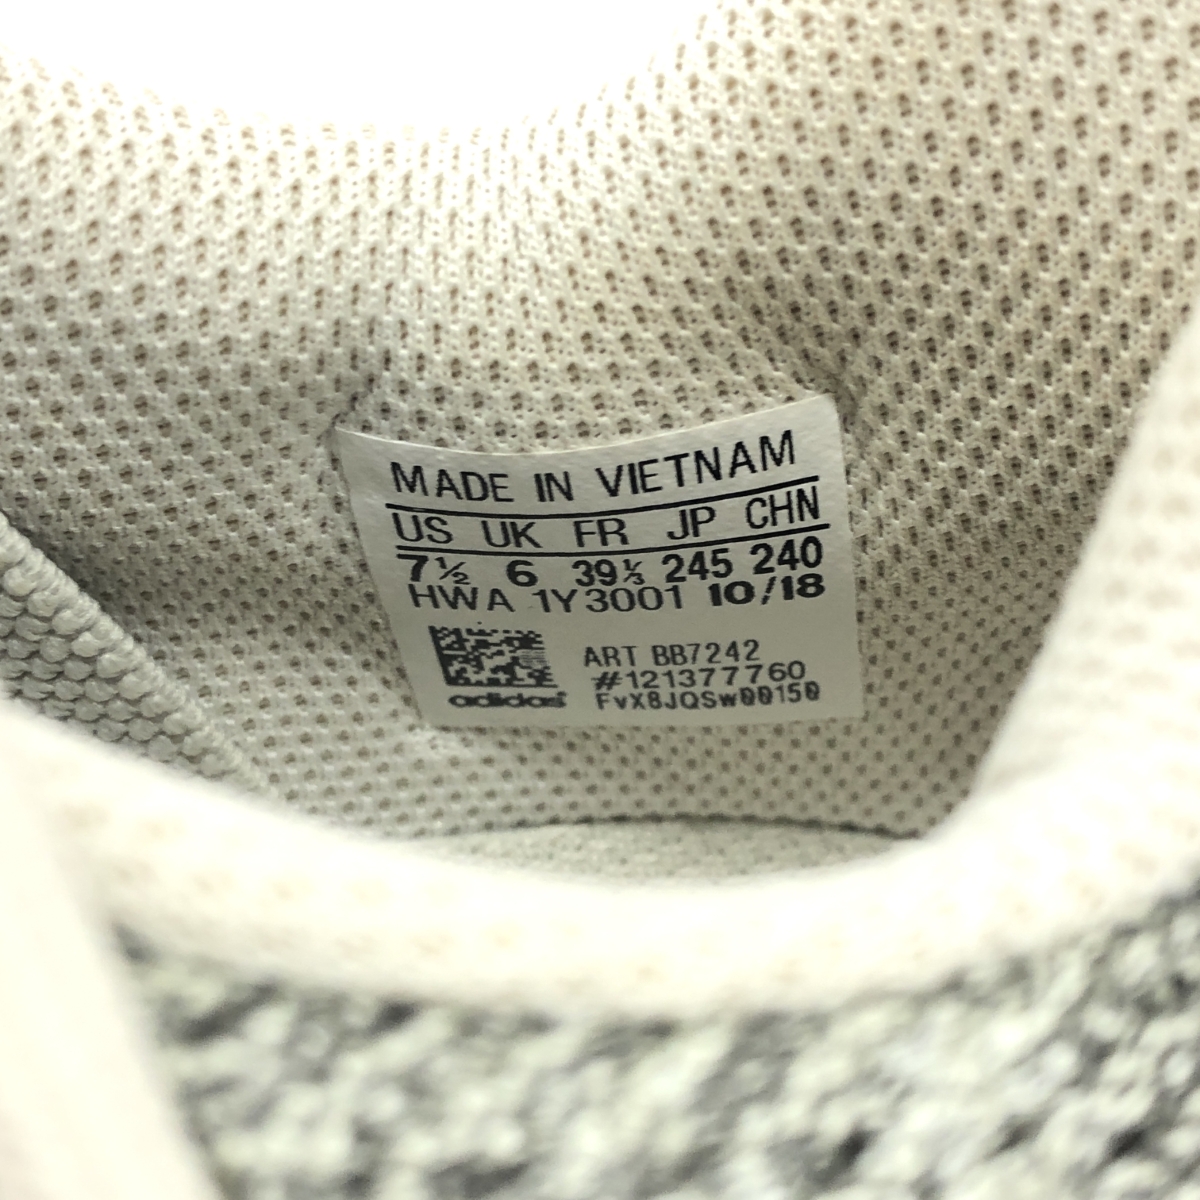 MADE IN VIETNAM
US UK FR JP CHN
7½ 6 39⅓ 245 240
HWA 1Y3001 10/18
ART BB7242
#121377760
adidas
FvX8JQSw00150